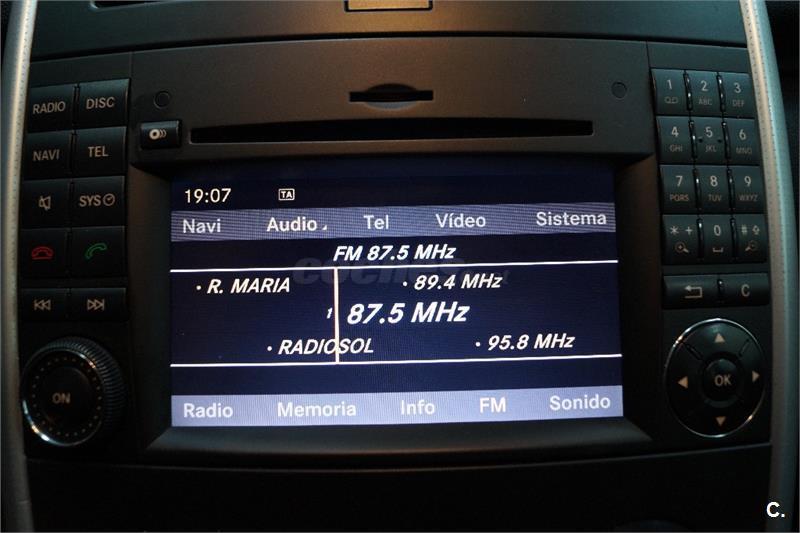 RADIO DISC
NAVI TEL
SYS
ON
19:07 TA
Navi Audio Tel Vídeo Sistema
FM 87.5 MHz
• R. MARIA • 89.4 MHz
1 87.5 MHz
• RADIOSOL • 95.8 MHz
Radio Memoria Info FM Sonido
1 2 ABC 3 DEF
4 GHI 5 JKL 6 MNO
7 PQRS 8 TUV 9 WXYZ
* + 0 #
C
OK
C.